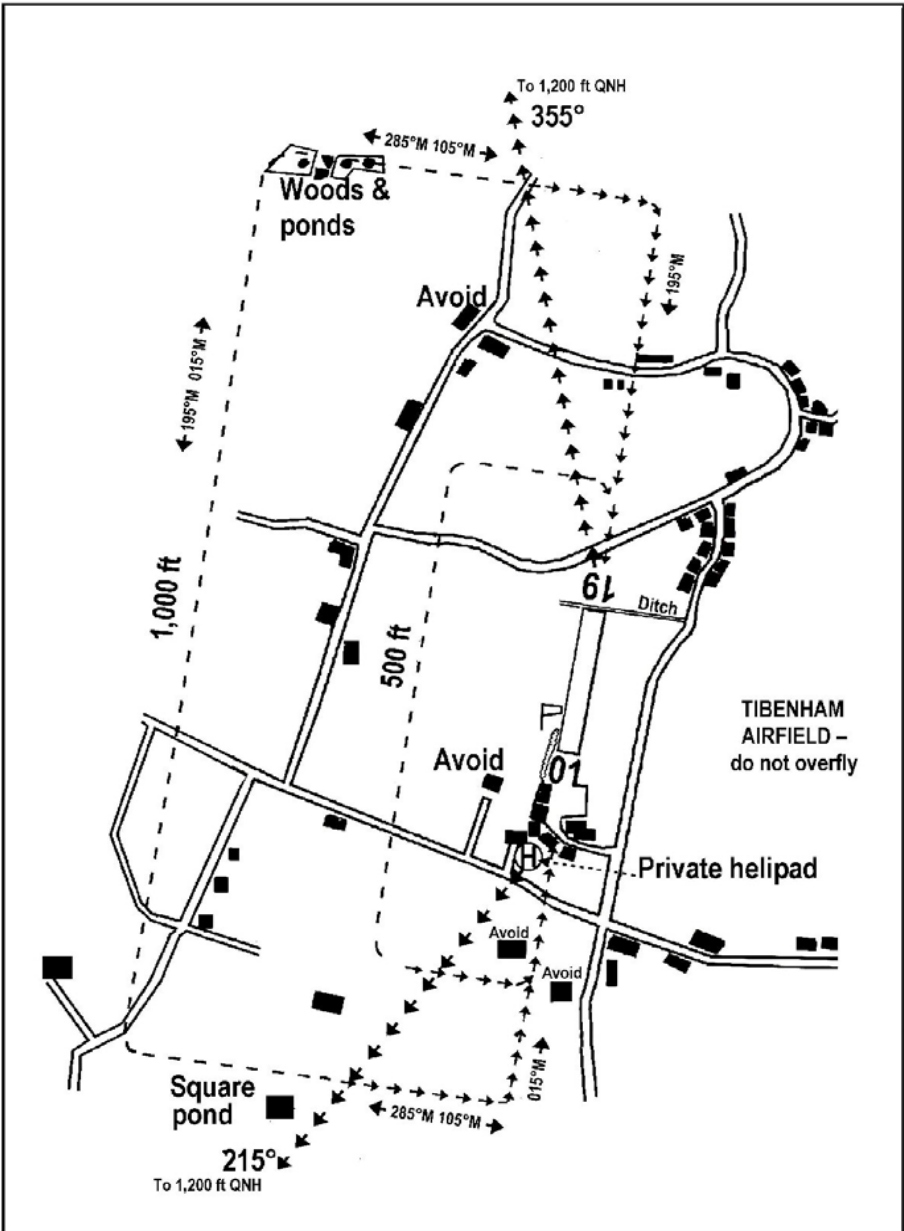 To 1,200 ft QNH
355°
285°M 105°M
Woods &
ponds
195°M
Avoid
195°M 015°M
1,000 ft
19
Ditch
500 ft
TIBENHAM
AIRFIELD –
do not overfly
Avoid
01
H
Private helipad
Avoid
Avoid
015°M
Square
pond
285°M 105°M
215°
To 1,200 ft QNH